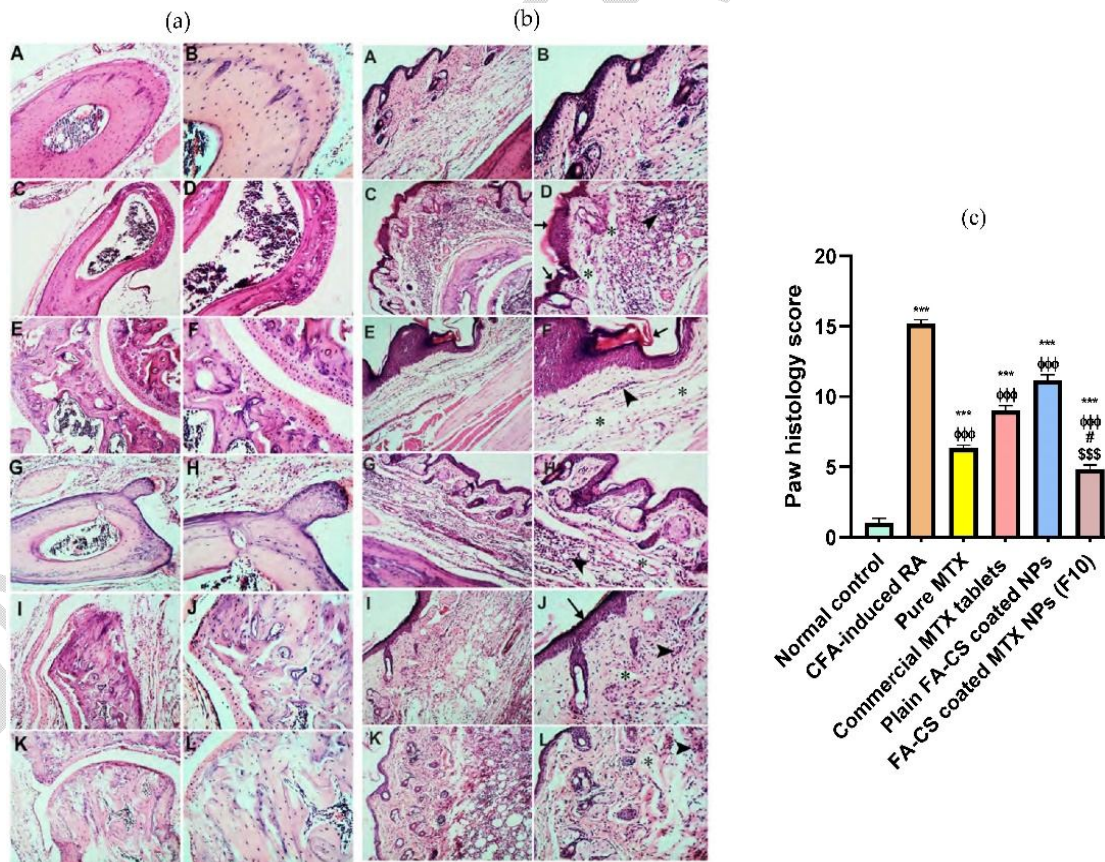 (a)
(b)
(c)
A
B
A
B
C
D
C
D
*
*
E
F
E
F
*
*
G
H
G
H
*
I
J
I
J
*
K
L
K
L
*
Paw histology score
20
15
10
5
0
***
***
ϕϕϕ
***
ϕϕϕ
***
ϕϕϕ
***
ϕϕϕ
#
$$$
Normal control
CFA-induced RA
Pure MTX
Commercial MTX tablets
Plain FA-CS coated NPs
FA-CS coated MTX NPs (F10)